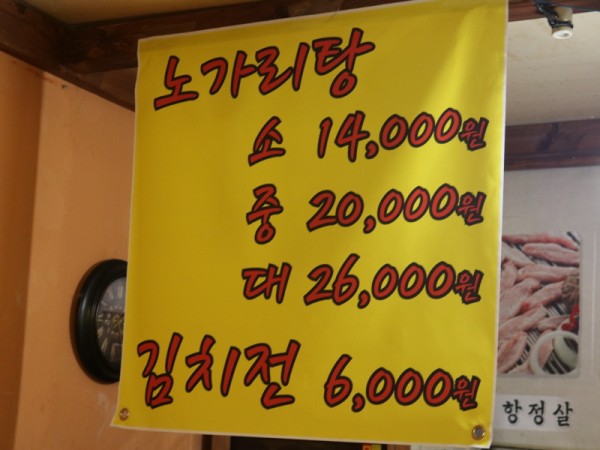 노가리탕
소 14,000원
중 20,000원
대 26,000원
김치전 6,000원
항정살